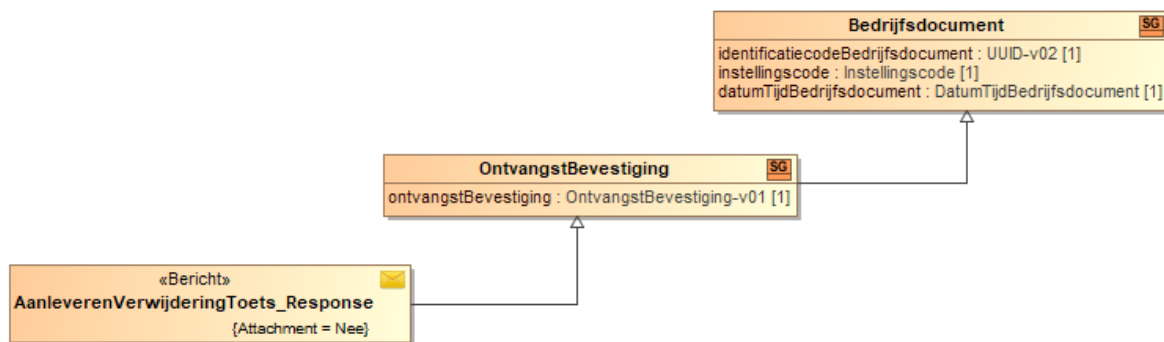 Bedrijfsdocument SG
identificatiecodeBedrijfsdocument : UUID-v02 [1]
instellingscode : Instellingscode [1]
datumTijdBedrijfsdocument : DatumTijdBedrijfsdocument [1]
OntvangstBevestiging SG
ontvangstBevestiging : OntvangstBevestiging-v01 [1]
«Bericht»
AanleverenVerwijderingToets_Response
{Attachment = Nee}